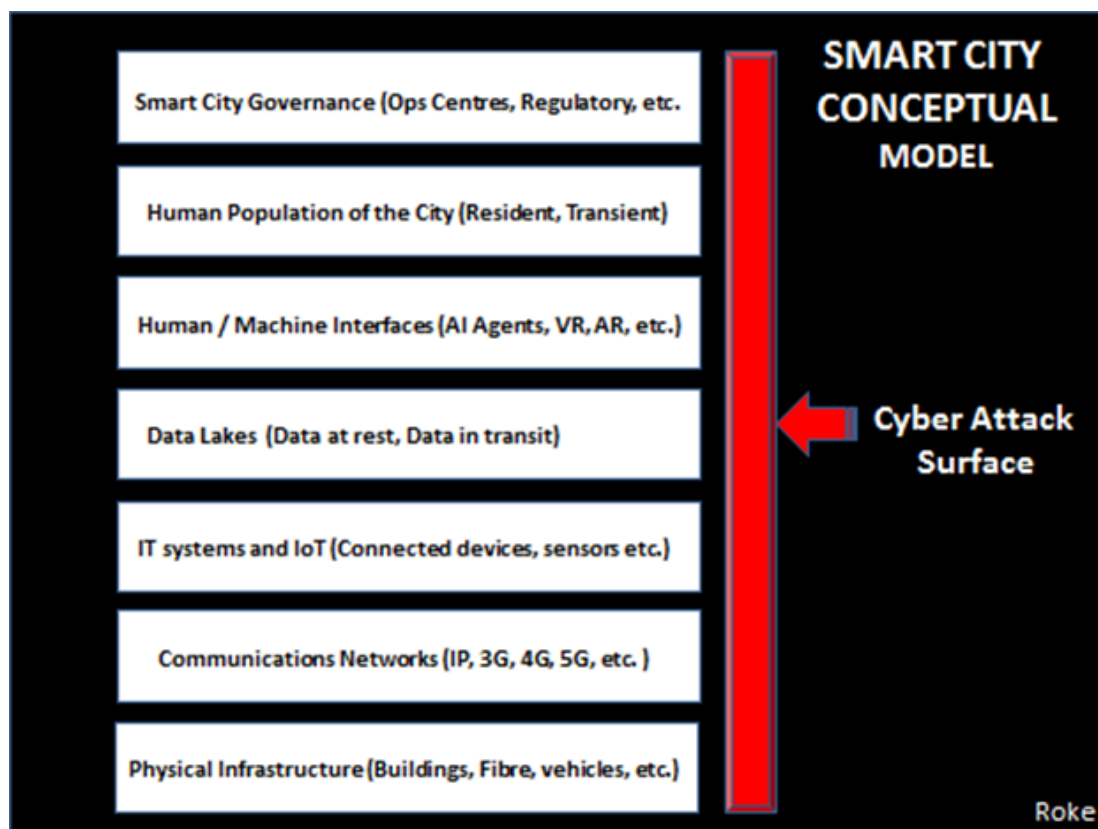 SMART CITY
CONCEPTUAL
MODEL
Smart City Governance (Ops Centres, Regulatory, etc.
Human Population of the City (Resident, Transient)
Human / Machine Interfaces (AI Agents, VR, AR, etc.)
Data Lakes (Data at rest, Data in transit)
IT systems and IoT (Connected devices, sensors etc.)
Communications Networks (IP, 3G, 4G, 5G, etc. )
Physical Infrastructure (Buildings, Fibre, vehicles, etc.)
Cyber Attack
Surface
Roke